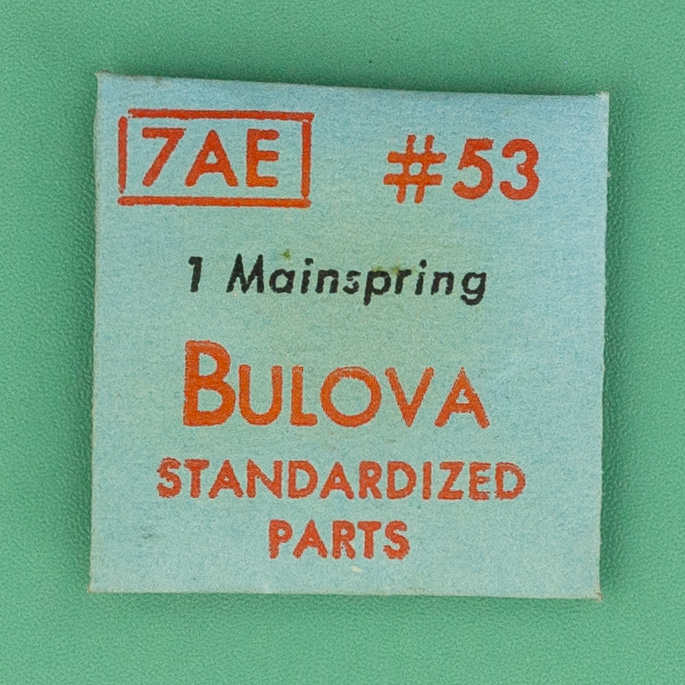 7AE #53
1 Mainspring
BULOVA
STANDARDIZED
PARTS